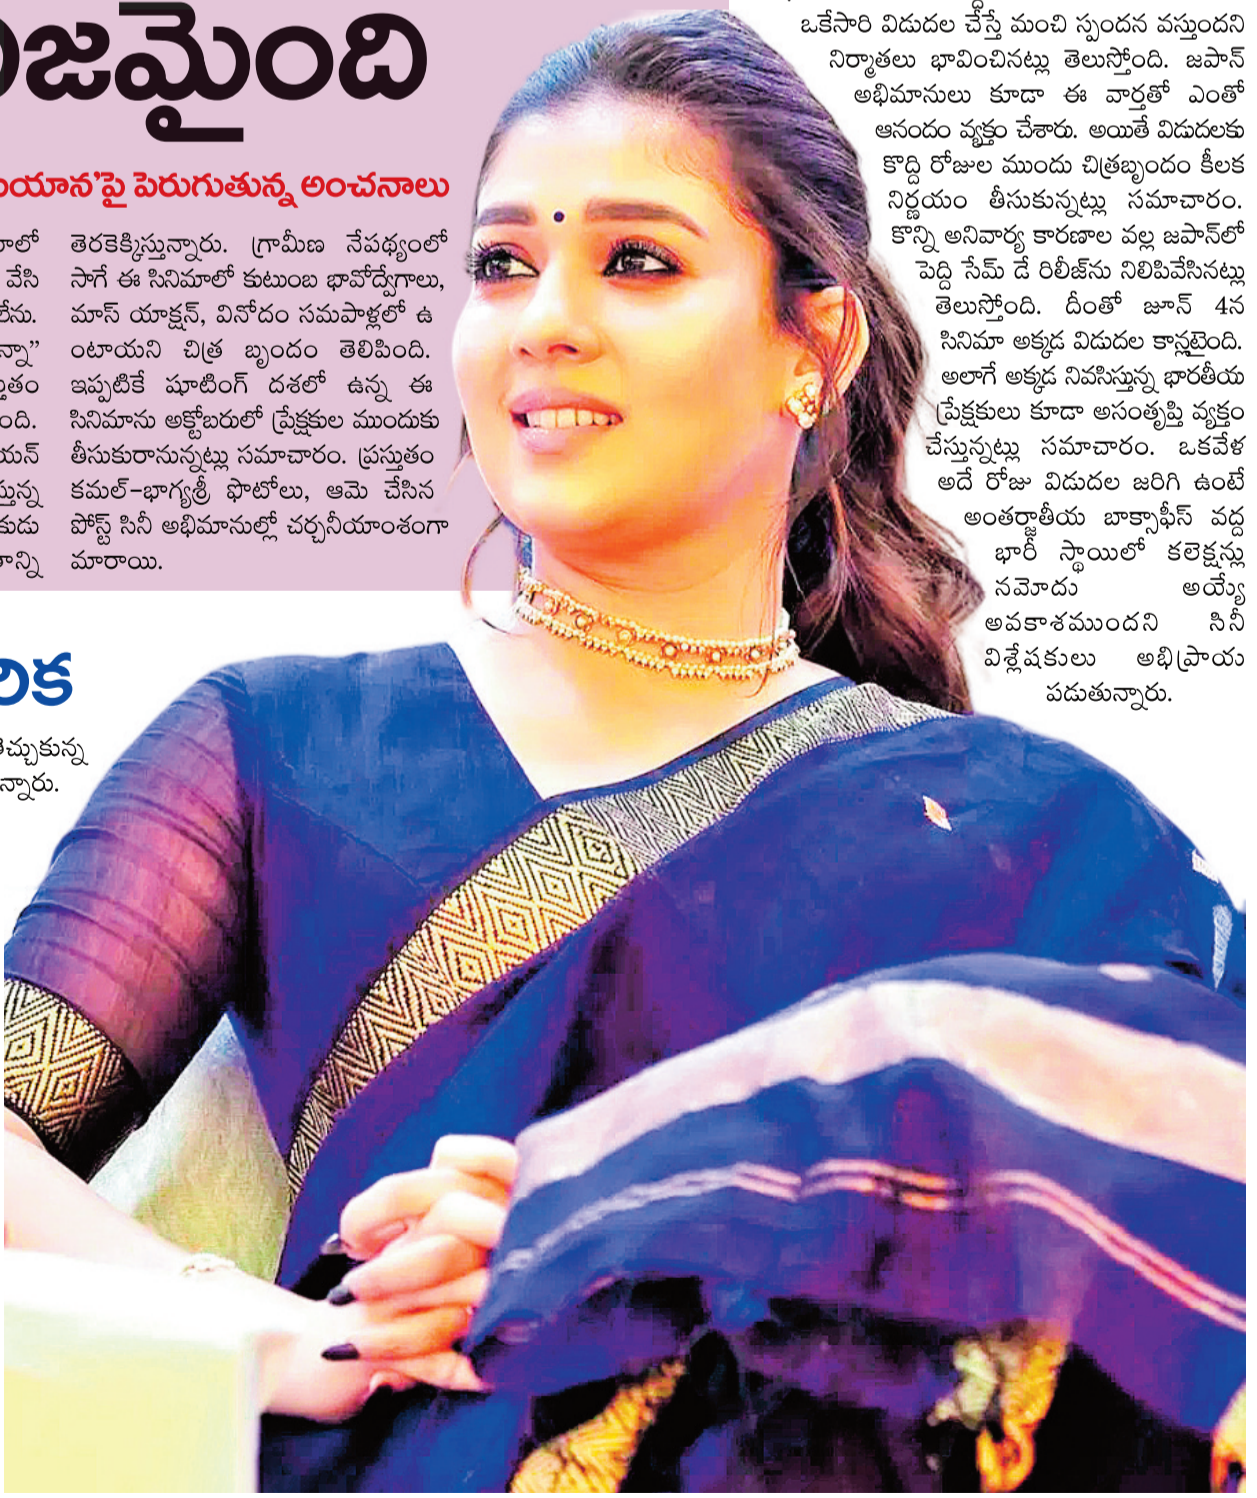 జమైంది
పెరుగుతున్న అంచనాలు
వేసి
లేను.
యన్
తెరకెక్కిస్తున్నారు. గ్రామీణ నేపథ్యంలో
సాగే ఈ సినిమాలో కుటుంబ భావోద్వేగాలు,
మాస్ యాక్షన్, వినోదం సమపాళ్లలో ఉ
ంటాయని చిత్ర బృందం తెలిపింది.
ఇప్పటికే షూటింగ్ దశలో ఉన్న ఈ
సినిమాను అక్టోబరులో ప్రేక్షకుల ముందుకు
తీసుకురానున్నట్లు సమాచారం. ప్రస్తుతం
కమల్-భాగ్యశ్రీ ఫొటోలు, ఆమె చేసిన
పోస్ట్ సినీ అభిమానుల్లో చర్చనీయాంశంగా
మారాయి.
ఒకేసారి విడుదల చేస్తే మంచి స్పందన వస్తుందని
నిర్మాతలు భావించినట్లు తెలుస్తోంది. జపాన్
అభిమానులు కూడా ఈ వార్తతో ఎంతో
ఆనందం వ్యక్తం చేశారు. అయితే విడుదలకు
కొద్ది రోజుల ముందు చిత్రబృందం కీలక
నిర్ణయం తీసుకున్నట్లు సమాచారం.
కొన్ని అనివార్య కారణాల వల్ల జపాన్‌లో
పెద్ది సేమ్ డే రిలీజ్‌ను నిలిపివేసినట్లు
తెలుస్తోంది. దీంతో జూన్ 4న
సినిమా అక్కడ విడుదల కాన్లటైంది.
అలాగే అక్కడ నివసిస్తున్న భారతీయ
ప్రేక్షకులు కూడా అసంతృప్తి వ్యక్తం
చేస్తున్నట్లు సమాచారం. ఒకవేళ
అదే రోజు విడుదల జరిగి ఉంటే
అంతర్జాతీయ బాక్సాఫీస్ వద్ద
భారీ స్థాయిలో కలెక్షన్లు
నమోదు అయ్యే
అవకాశముందని సినీ
విశ్లేషకులు అభిప్రాయ
పడుతున్నారు.